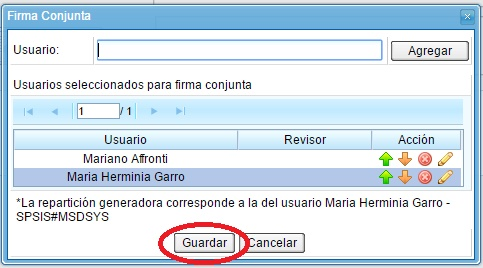 Firma Conjunta
Usuario: Agregar
Usuarios seleccionados para firma conjunta
1 / 1
Usuario Revisor Acción
Mariano Affronti
Maria Herminia Garro
*La repartición generadora corresponde a la del usuario Maria Herminia Garro -
SPSIS#MSDSYS
Guardar Cancelar